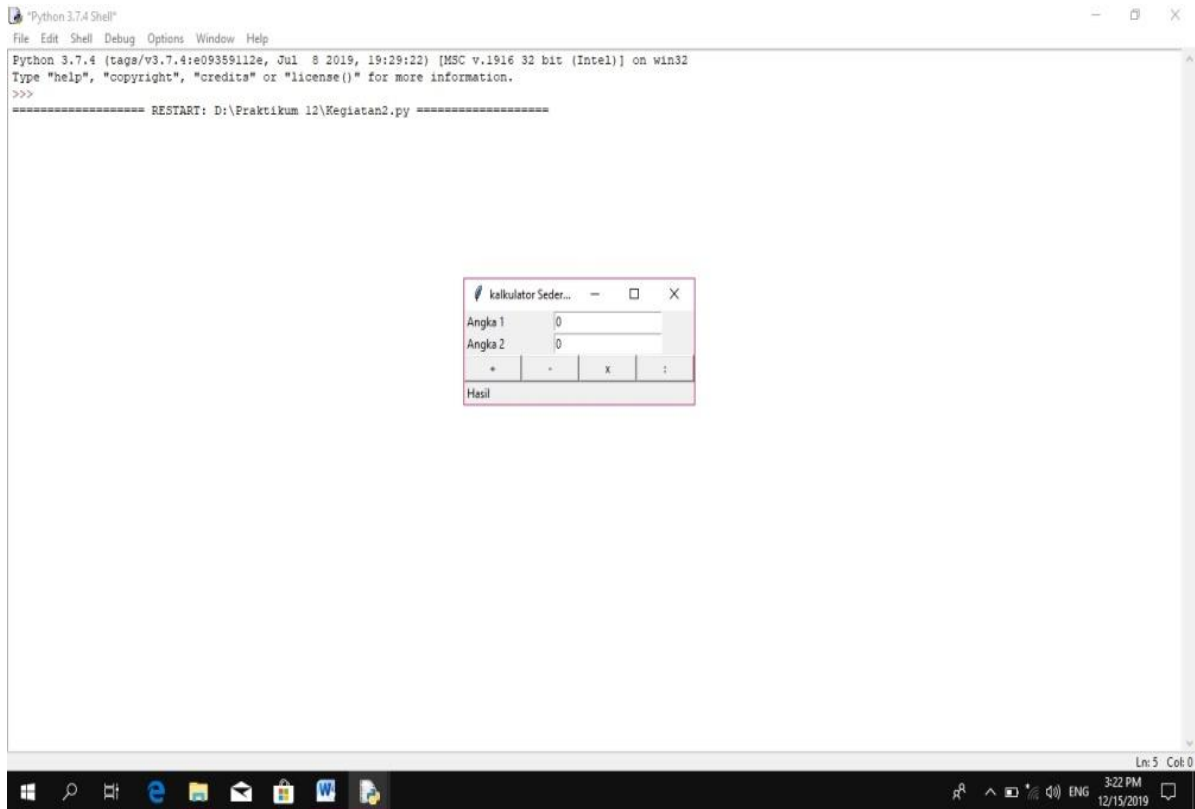 *Python 3.7.4 Shell*
File Edit Shell Debug Options Window Help
Python 3.7.4 (tags/v3.7.4:e09359112e, Jul 8 2019, 19:29:22) [MSC v.1916 32 bit (Intel)] on win32
Type "help", "copyright", "credits" or "license()" for more information.
>>>
=================== RESTART: D:\Praktikum 12\Kegiatan2.py ===================
kalkulator Seder...
Angka 1 0
Angka 2 0
+ - x :
Hasil
Ln: 5 Col: 0
ENG 3:22 PM
12/15/2019